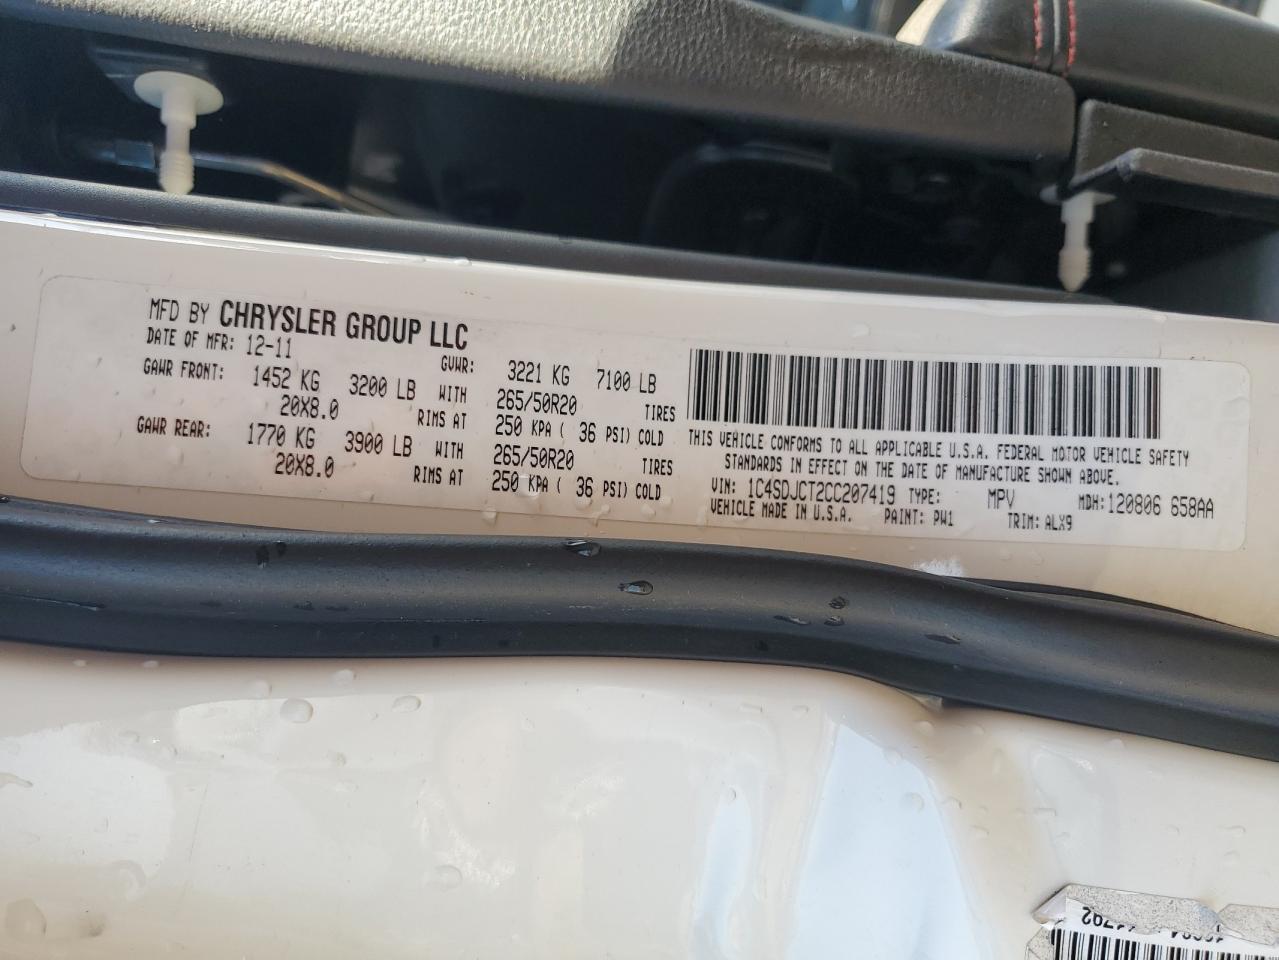 MFD BY CHRYSLER GROUP LLC
DATE OF MFR: 12-11 GVWR: 3221 KG 7100 LB
GAWR FRONT: 1452 KG 3200 LB WITH 265/50R20 TIRES
20X8.0 RIMS AT 250 KPA ( 36 PSI) COLD
GAWR REAR: 1770 KG 3900 LB WITH 265/50R20 TIRES
20X8.0 RIMS AT 250 KPA ( 36 PSI) COLD
THIS VEHICLE CONFORMS TO ALL APPLICABLE U.S.A. FEDERAL MOTOR VEHICLE SAFETY
STANDARDS IN EFFECT ON THE DATE OF MANUFACTURE SHOWN ABOVE.
VIN: 1C4SDJCT2CC207419 TYPE: MPV MDH:120806 658AA
VEHICLE MADE IN U.S.A. PAINT: PW1 TRIM: ALX9